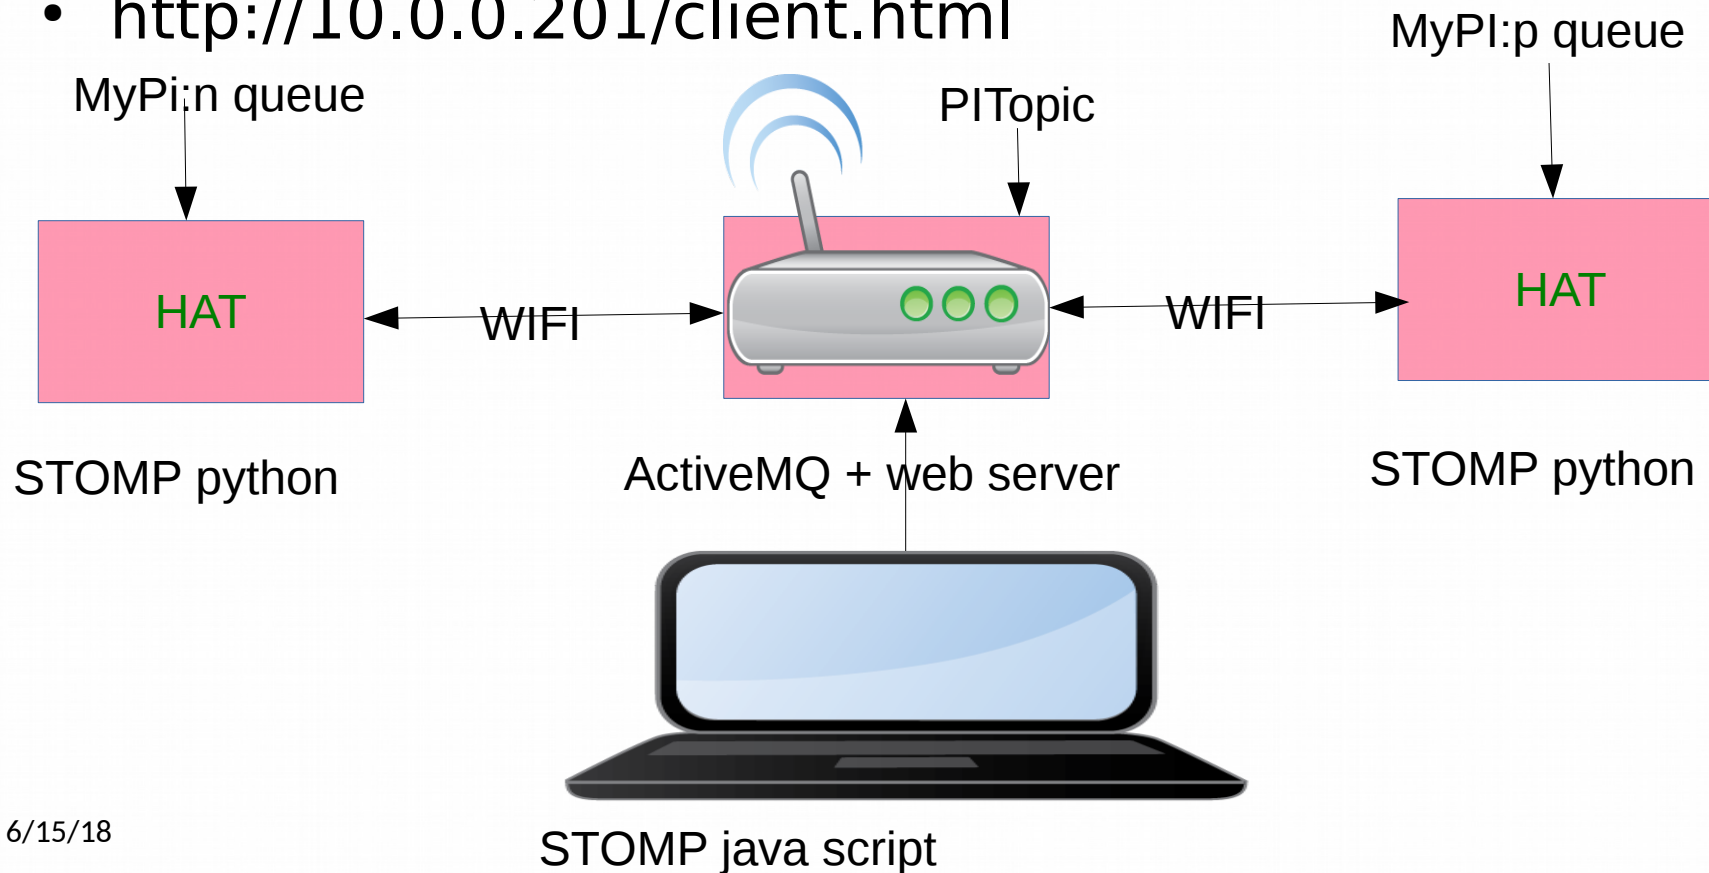 • http://10.0.0.201/client.html
MyPI:p queue
MyPi:n queue
PITopic
HAT
WIFI
WIFI
HAT
STOMP python
ActiveMQ + web server
STOMP python
6/15/18
STOMP java script